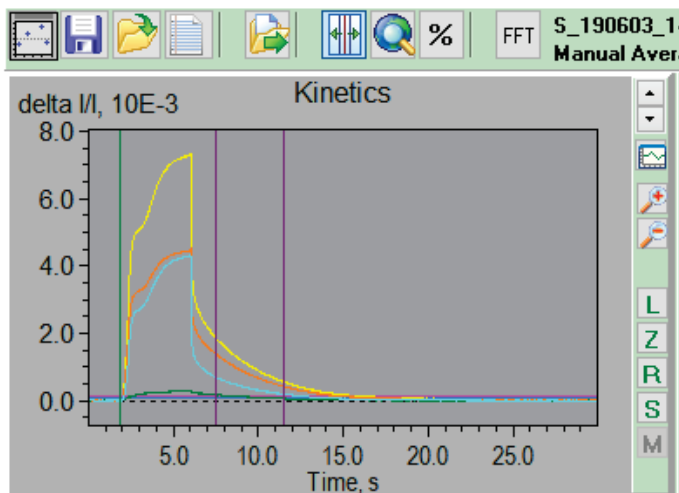 %
FFT
S_190603_1
Manual Aver
Kinetics
delta I/I, 10E-3
8.0
6.0
4.0
2.0
0.0
5.0 10.0 15.0 20.0 25.0
Time, s
L
Z
R
S
M